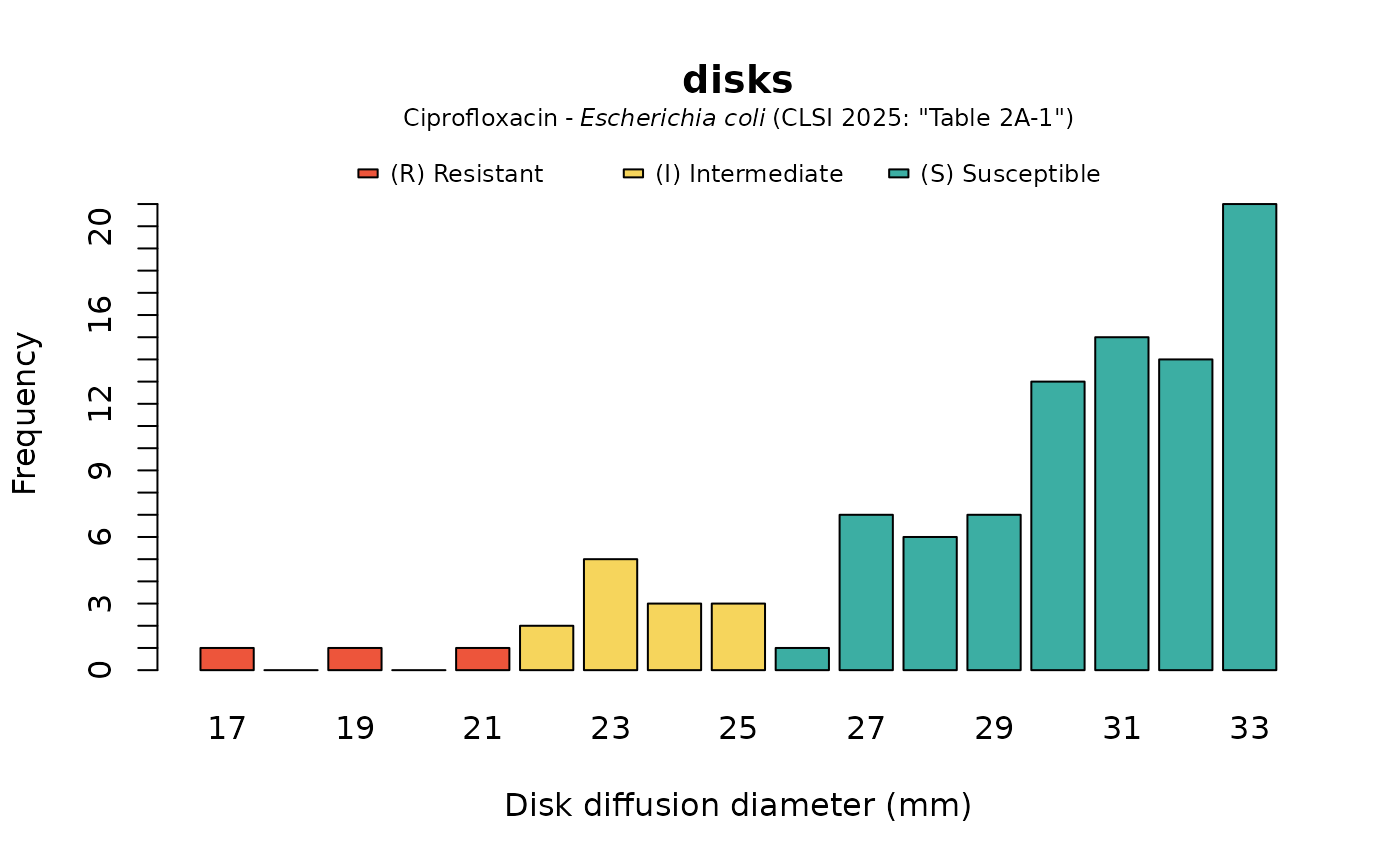 disks
Ciprofloxacin - Escherichia coli (CLSI 2025: "Table 2A-1")
(R) Resistant (I) Intermediate (S) Susceptible
Frequency
20
16
12
9
6
3
0
17 19 21 23 25 27 29 31 33
Disk diffusion diameter (mm)